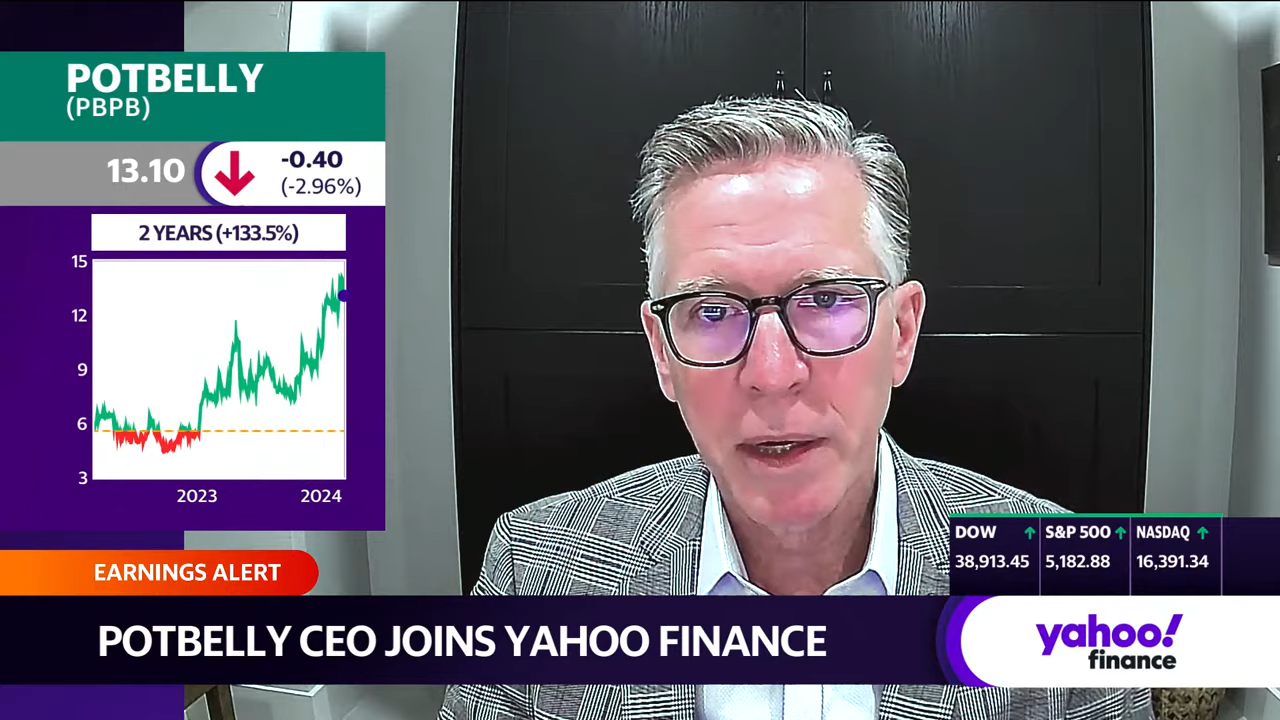 POTBELLY
(PBPB)
13.10
-0.40
(-2.96%)
2 YEARS (+133.5%)
15
12
9
6
3
2023
2024
DOW
38,913.45
S&P 500
5,182.88
NASDAQ
16,391.34
EARNINGS ALERT
POTBELLY CEO JOINS YAHOO FINANCE
yahoo!
finance